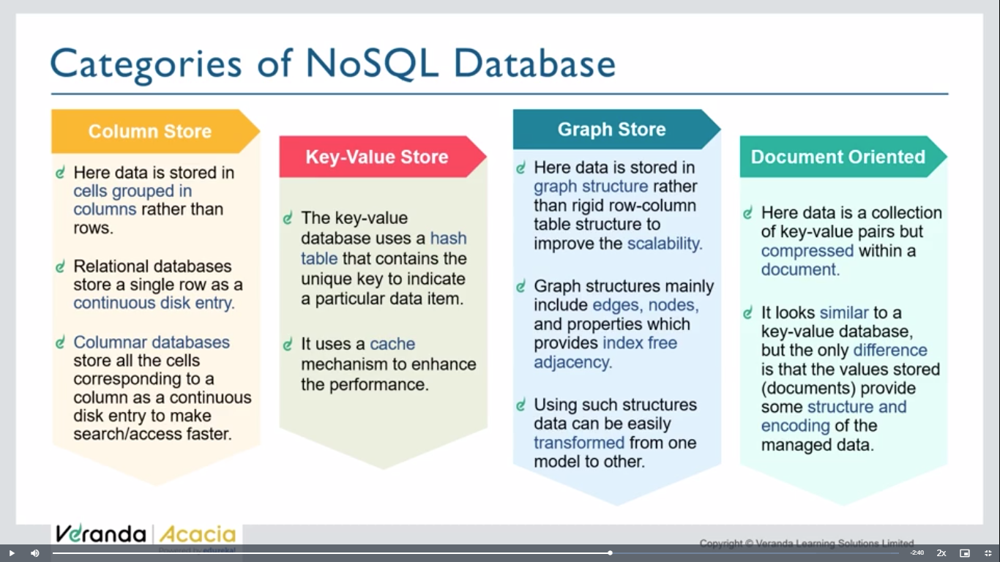 Categories of NoSQL Database
Column Store
Here data is stored in
cells grouped in
columns rather than
rows.
Relational databases
store a single row as a
continuous disk entry.
Columnar databases
store all the cells
corresponding to a
column as a continuous
disk entry to make
search/access faster.
Key-Value Store
The key-value
database uses a hash
table that contains the
unique key to indicate
a particular data item.
It uses a cache
mechanism to enhance
the performance.
Graph Store
Here data is stored in
graph structure rather
than rigid row-column
table structure to
improve the scalability.
Graph structures mainly
include edges, nodes,
and properties which
provides index free
adjacency.
Using such structures
data can be easily
transformed from one
model to other.
Document Oriented
Here data is a collection
of key-value pairs but
compressed within a
document.
It looks similar to a
key-value database,
but the only difference
is that the values stored
(documents) provide
some structure and
encoding of the
managed data.
Veranda | Acacia
Powered by edureka!
Copyright © Veranda Learning Solutions Limited
-2:40
2x